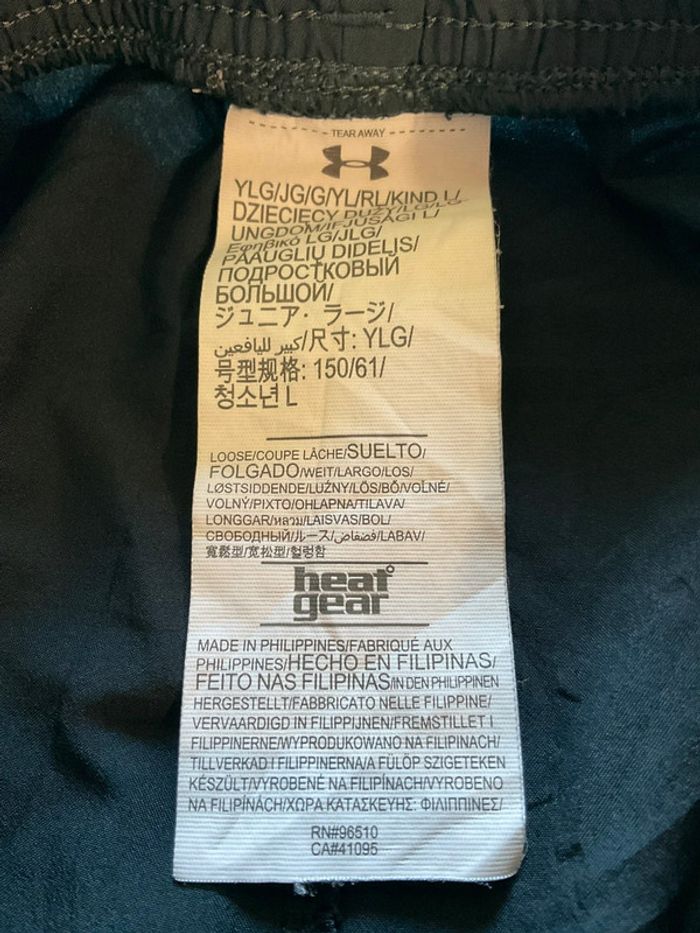 TEAR AWAY
YLG/JG/G/YL/RL/KIND L/
DZIECIĘCY DUŻY/LG/LG
UNGDOM/IFJÚSÁGI L/
Εφηβικό LG/JLG/
PAAUGLIŲ DIDELIS/
ПОДРОСТКОВЫЙ
БОЛЬШОЙ/
ジュニア・ラージ/
كبير لليافعين/尺寸: YLG/
号型规格: 150/61/
청소년 L
LOOSE/COUPE LÂCHE/SUELTO/
FOLGADO/WEIT/LARGO/LOS/
LØSTSIDDENDE/LUŹNY/LÖS/BŐ/VOLNÉ/
VOLNÝ/PIXTO/OHLAPNA/TILAVA/
LONGGAR/หลวม/LAISVAS/BOL/
СВОБОДНЫЙ/ルース/فضفاض/LABAV/
寬鬆型/宽松型/헐렁함
heat
gear
MADE IN PHILIPPINES/FABRIQUÉ AUX
PHILIPPINES/HECHO EN FILIPINAS/
FEITO NAS FILIPINAS/IN DEN PHILIPPINEN
HERGESTELLT/FABBRICATO NELLE FILIPPINE/
VERVAARDIGD IN FILIPPIJNEN/FREMSTILLET I
FILIPPINERNE/WYPRODUKOWANO NA FILIPINACH/
TILLVERKAD I FILIPPINERNA/A FÜLÖP SZIGETEKEN
KÉSZÜLT/VYROBENÉ NA FILIPÍNACH/VYROBENO
NA FILIPÍNÁCH/ΧΩΡΑ ΚΑΤΑΣΚΕΥΗΣ: ΦΙΛΙΠΠΙΝΕΣ/
RN#96510
CA#41095